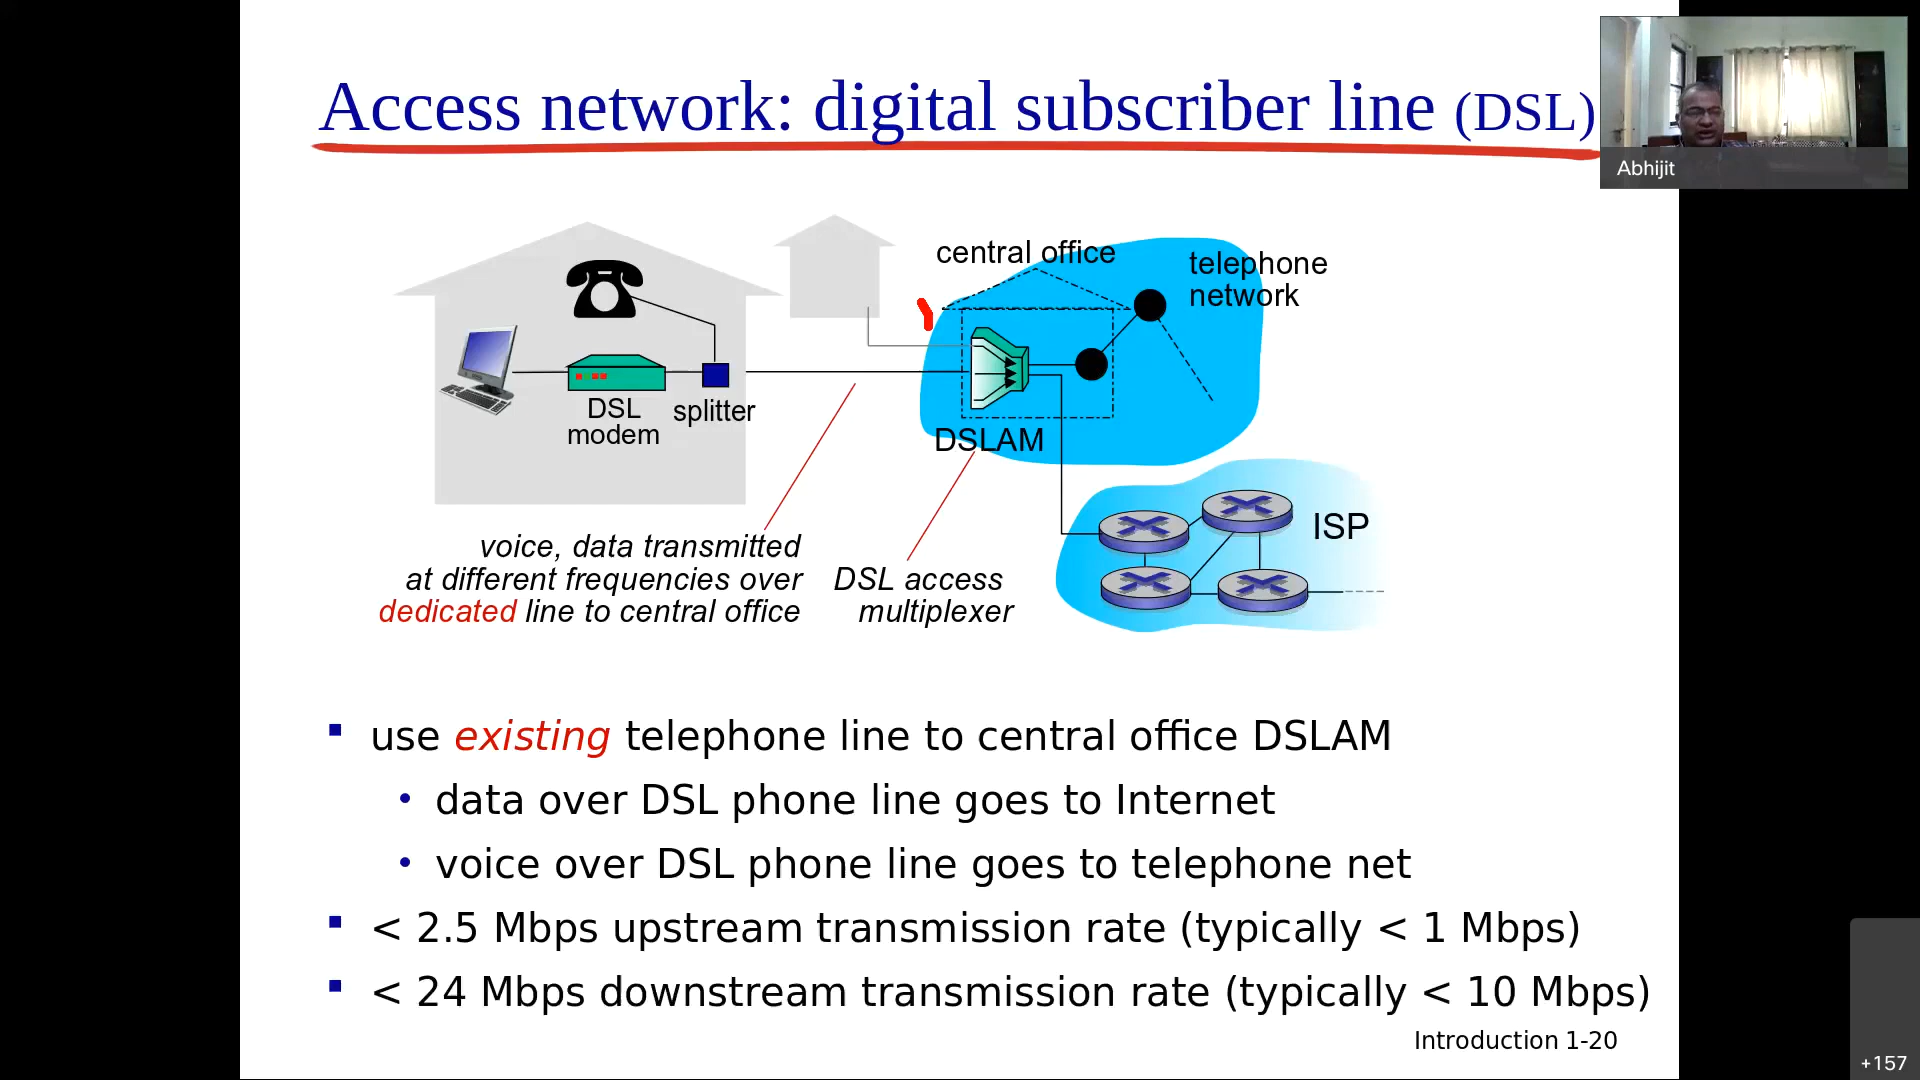 Access network: digital subscriber line (DSL)
Abhijit
central office
telephone
network
DSL
modem
splitter
DSLAM
voice, data transmitted
at different frequencies over
dedicated line to central office
DSL access
multiplexer
ISP
use existing telephone line to central office DSLAM
data over DSL phone line goes to Internet
voice over DSL phone line goes to telephone net
< 2.5 Mbps upstream transmission rate (typically < 1 Mbps)
< 24 Mbps downstream transmission rate (typically < 10 Mbps)
Introduction 1-20
+157